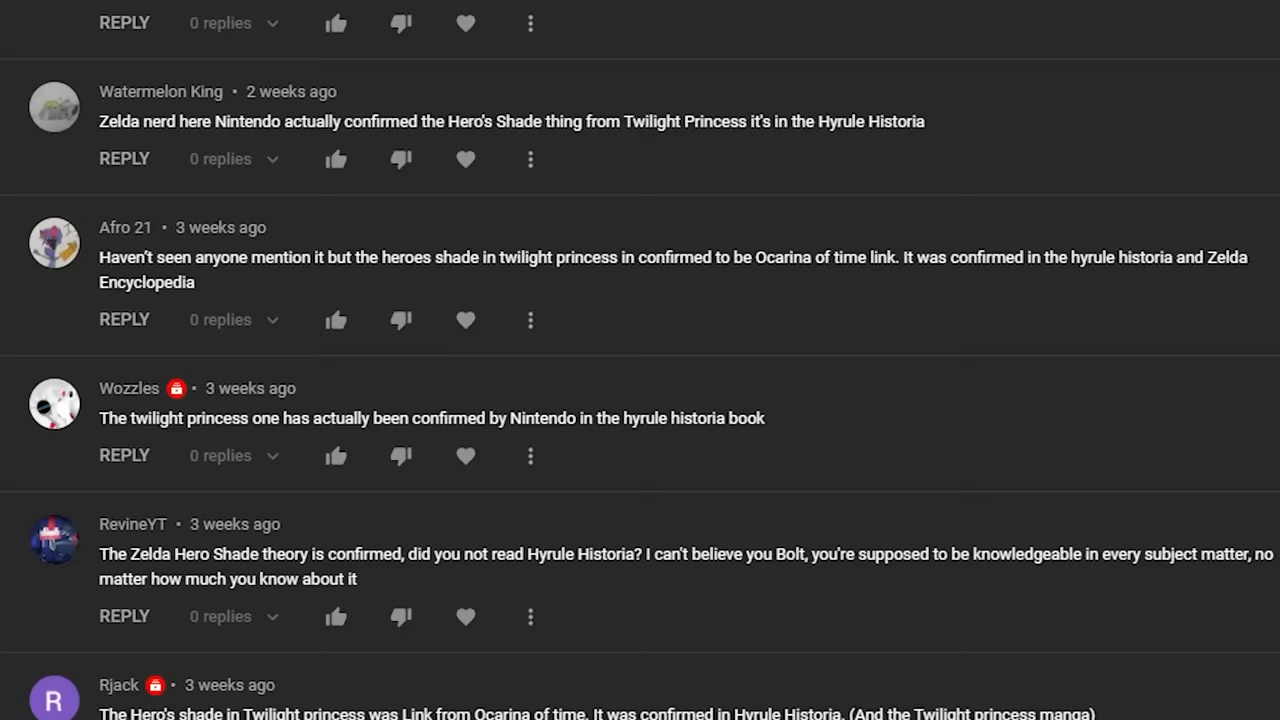 REPLY 0 replies
Watermelon King • 2 weeks ago
Zelda nerd here Nintendo actually confirmed the Hero's Shade thing from Twilight Princess it's in the Hyrule Historia
REPLY 0 replies
Afro 21 • 3 weeks ago
Haven't seen anyone mention it but the heroes shade in twilight princess in confirmed to be Ocarina of time link. It was confirmed in the hyrule historia and Zelda
Encyclopedia
REPLY 0 replies
Wozzles • 3 weeks ago
The twilight princess one has actually been confirmed by Nintendo in the hyrule historia book
REPLY 0 replies
RevineYT • 3 weeks ago
The Zelda Hero Shade theory is confirmed, did you not read Hyrule Historia? I can't believe you Bolt, you're supposed to be knowledgeable in every subject matter, no
matter how much you know about it
REPLY 0 replies
R
Rjack • 3 weeks ago
The Hero's shade in Twilight princess was Link from Ocarina of time. It was confirmed in Hyrule Historia. (And the Twilight princess manga)